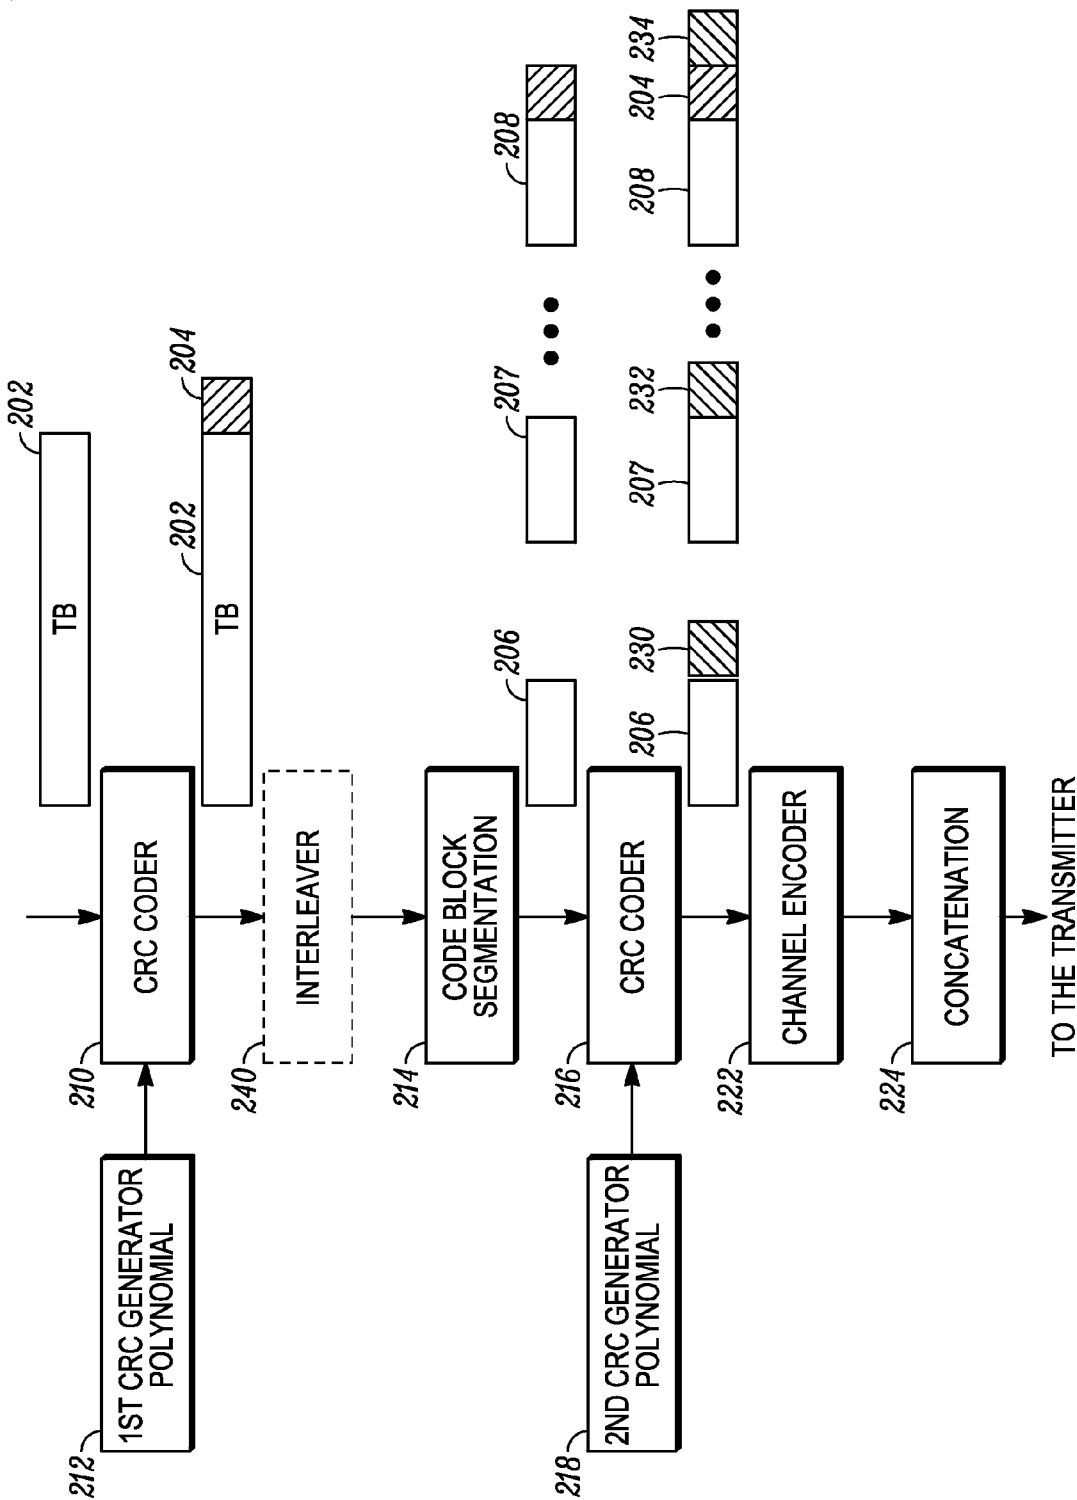 202
TB
1ST CRC GENERATOR
POLYNOMIAL
212
CRC CODER
210
TB
202
204
INTERLEAVER
240
CODE BLOCK
SEGMENTATION
214
206
207
208
2ND CRC GENERATOR
POLYNOMIAL
218
CRC CODER
216
206
230
207
232
208
204
234
CHANNEL ENCODER
222
CONCATENATION
224
TO THE TRANSMITTER